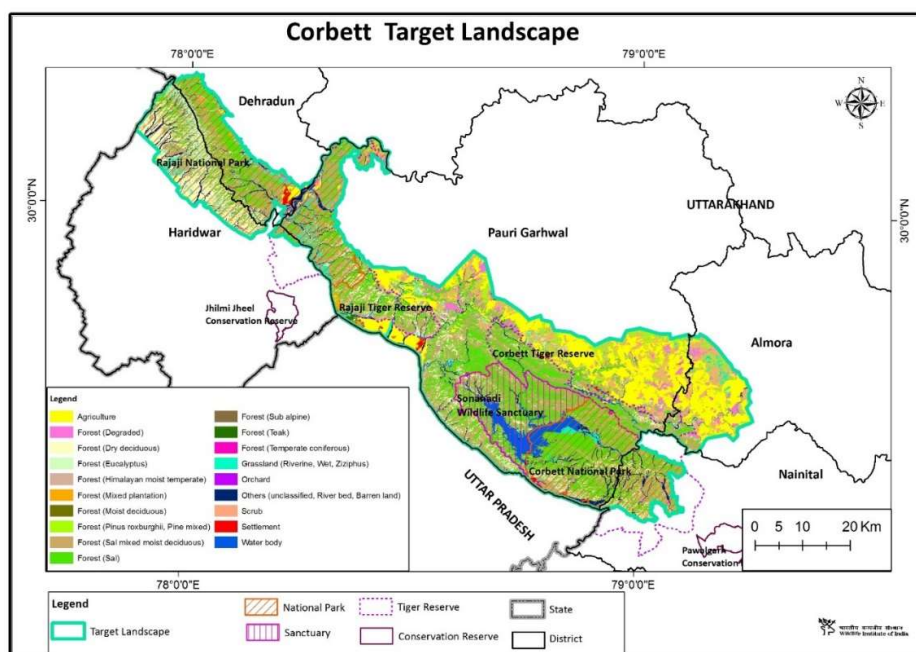 Corbett Target Landscape
78°0'0"E
79°0'0"E
N
W E
S
30°0'0"N
30°0'0"N
Dehradun
Rajaji National Park
UTTARAKHAND
Haridwar
Pauri Garhwal
Jhilmi Jheel
Conservation Reserve
Rajaji Tiger Reserve
Almora
Corbett Tiger Reserve
Sonanadi
Wildlife Sanctuary
Corbett National Park
Nainital
UTTAR PRADESH
Pawalgarh
Conservation
0 5 10 20 Km
Legend
Agriculture
Forest (Degraded)
Forest (Dry deciduous)
Forest (Eucalyptus)
Forest (Himalayan moist temperate)
Forest (Mixed plantation)
Forest (Moist deciduous)
Forest (Pinus roxburghii, Pine mixed)
Forest (Sal mixed moist deciduous)
Forest (Sal)
Forest (Sub alpine)
Forest (Teak)
Forest (Temperate coniferous)
Grassland (Riverine, Wet, Ziziphus)
Orchard
Others (unclassified, River bed, Barren land)
Scrub
Settlement
Water body
78°0'0"E
79°0'0"E
Legend
Target Landscape
National Park
Sanctuary
Tiger Reserve
Conservation Reserve
State
District
भारतीय वन्यजीव संस्थान
Wildlife Institute of India